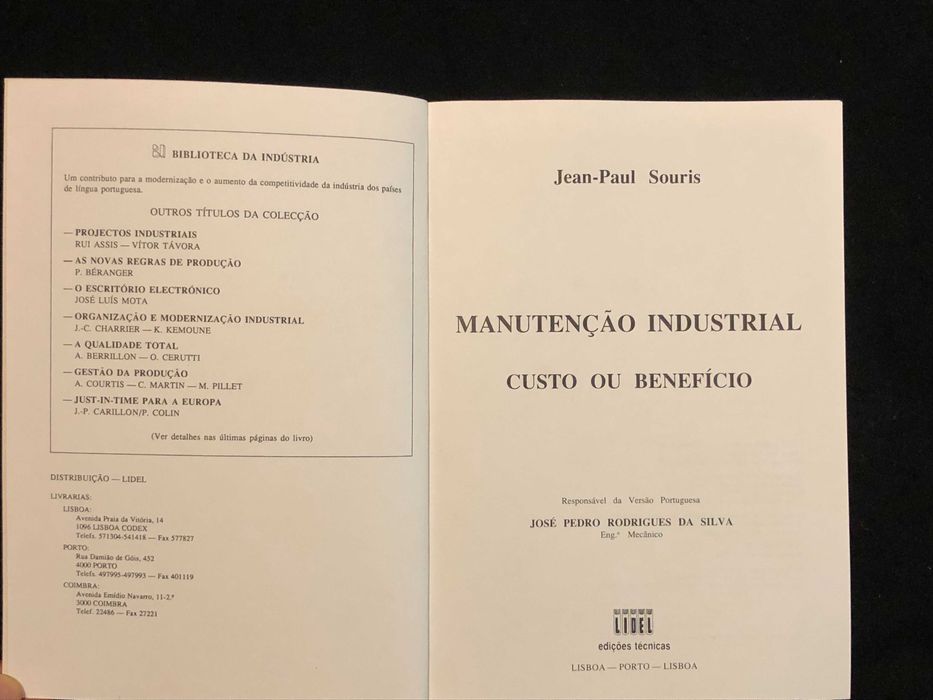 BIBLIOTECA DA INDÚSTRIA
Um contributo para a modernização e o aumento da competitividade da indústria dos países
de língua portuguesa.
OUTROS TÍTULOS DA COLECÇÃO
— PROJECTOS INDUSTRIAIS
RUI ASSIS — VÍTOR TÁVORA
— AS NOVAS REGRAS DE PRODUÇÃO
P. BÉRANGER
— O ESCRITÓRIO ELECTRÓNICO
JOSÉ LUÍS MOTA
— ORGANIZAÇÃO E MODERNIZAÇÃO INDUSTRIAL
J.-C. CHARRIER — K. KEMOUNE
— A QUALIDADE TOTAL
A. BERRILLON — O. CERUTTI
— GESTÃO DA PRODUÇÃO
A. COURTIS — C. MARTIN — M. PILLET
— JUST-IN-TIME PARA A EUROPA
J.-P. CARILLON/P. COLIN
(Ver detalhes nas últimas páginas do livro)
DISTRIBUIÇÃO — LIDEL
LIVRARIAS:
LISBOA:
Avenida Praia da Vitória, 14
1096 LISBOA CODEX
Telefs. 571304-541418 — Fax 577827
PORTO:
Rua Damião de Góis, 452
4000 PORTO
Telefs. 497995-497993 — Fax 401119
COIMBRA:
Avenida Emídio Navarro, 11-2.º
3000 COIMBRA
Telef. 22486 — Fax 27221
Jean-Paul Souris
MANUTENÇÃO INDUSTRIAL
CUSTO OU BENEFÍCIO
Responsável da Versão Portuguesa
JOSÉ PEDRO RODRIGUES DA SILVA
Eng.º Mecânico
LIDEL
edições técnicas
LISBOA — PORTO — LISBOA